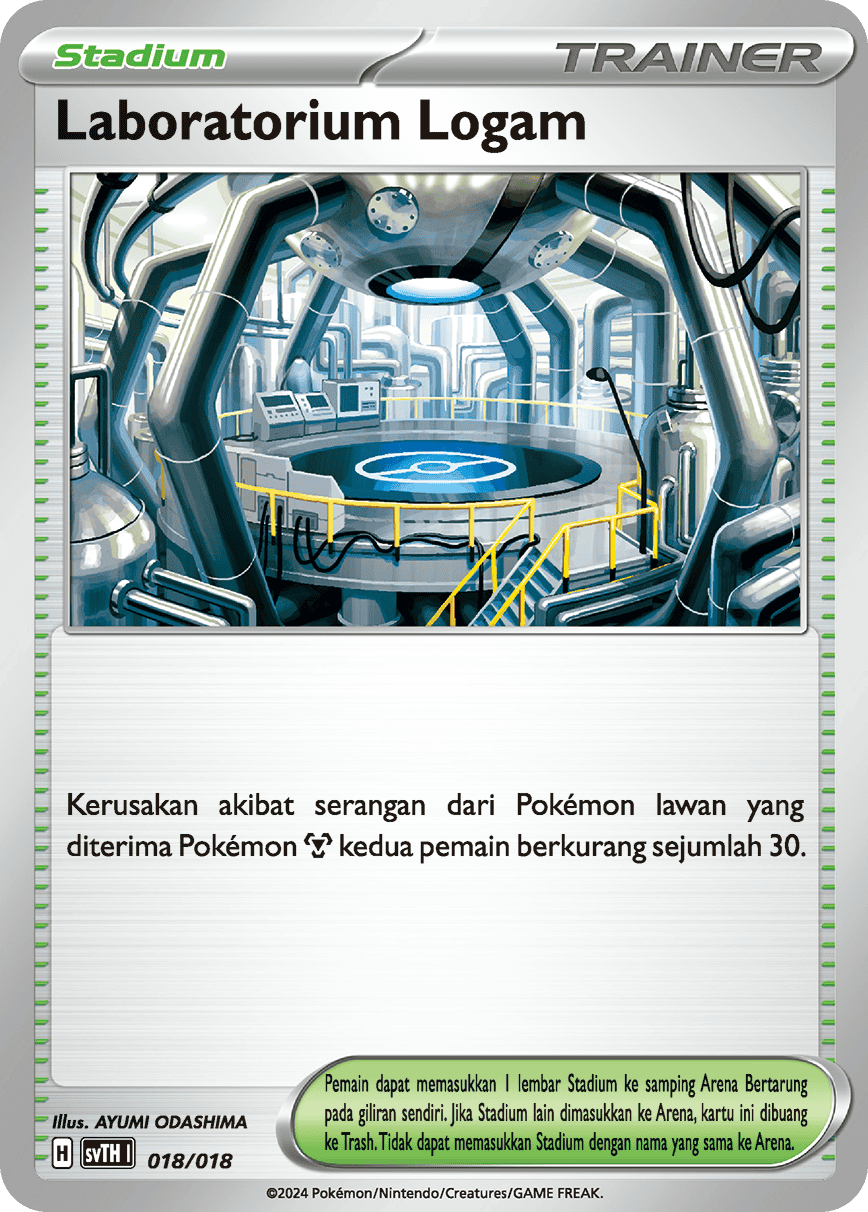 Stadium
TRAINER
Laboratorium Logam
Kerusakan akibat serangan dari Pokémon lawan yang
diterima Pokémon kedua pemain berkurang sejumlah 30.
Pemain dapat memasukkan 1 lembar Stadium ke samping Arena Bertarung
pada giliran sendiri. Jika Stadium lain dimasukkan ke Arena, kartu ini dibuang
ke Trash. Tidak dapat memasukkan Stadium dengan nama yang sama ke Arena.
Illus. AYUMI ODASHIMA
H svTH I 018/018
©2024 Pokémon/Nintendo/Creatures/GAME FREAK.